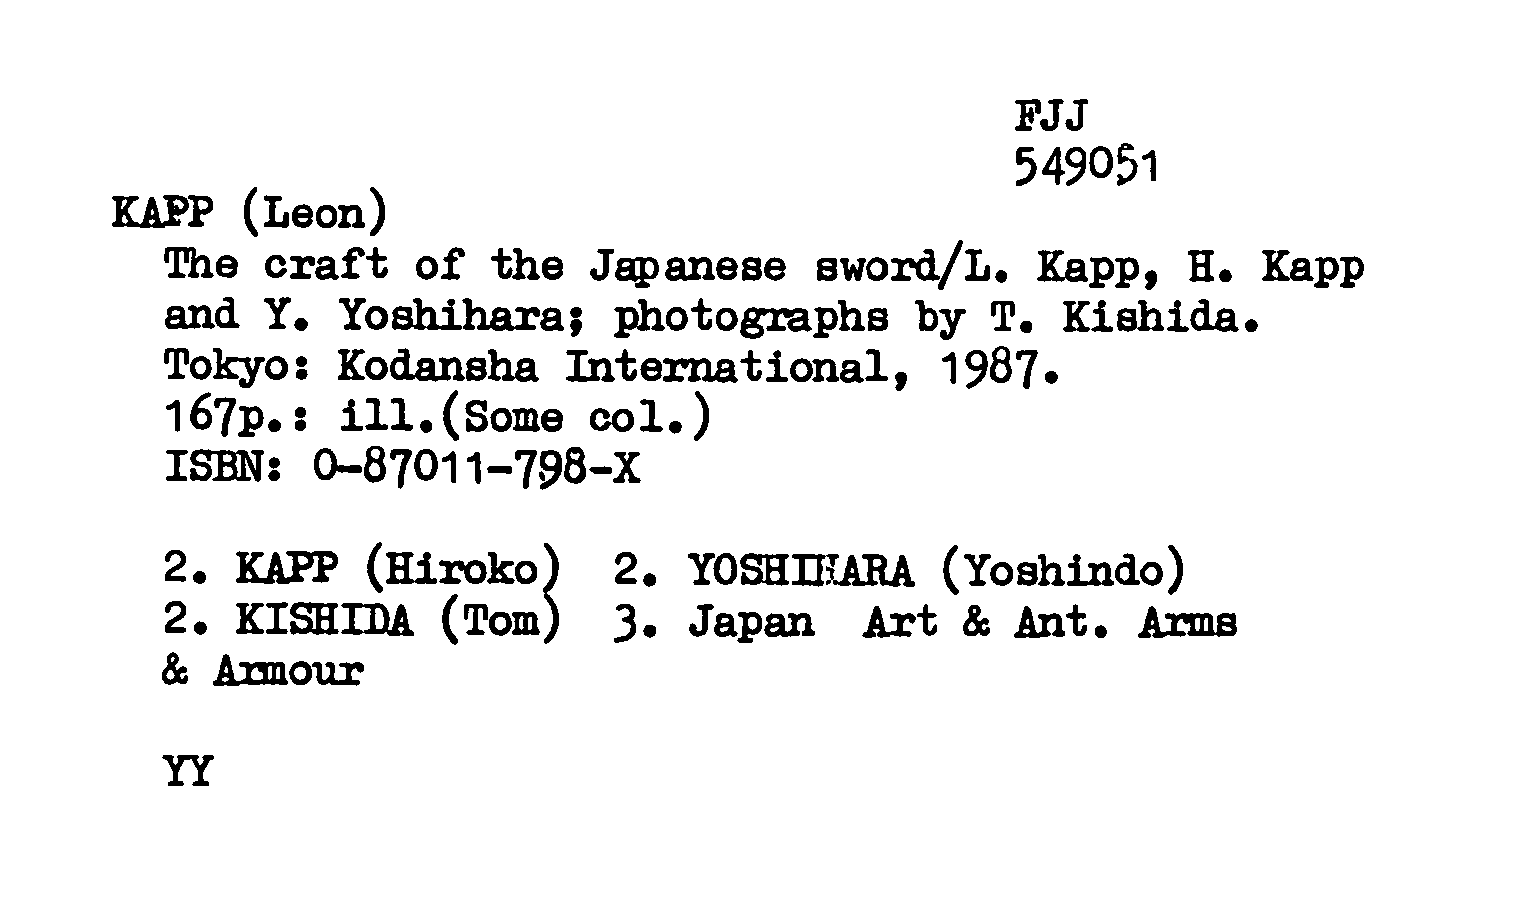 FJJ
549051
KAPP (Leon)
The craft of the Japanese sword/L. Kapp, H. Kapp
and Y. Yoshihara; photographs by T. Kishida.
Tokyo: Kodansha International, 1987.
167p.: ill.(Some col.)
ISBN: 0-87011-798-X
2. KAPP (Hiroko)  2. YOSHIHARA (Yoshindo)
2. KISHIDA (Tom)  3. Japan  Art & Ant. Arms
& Armour
YY